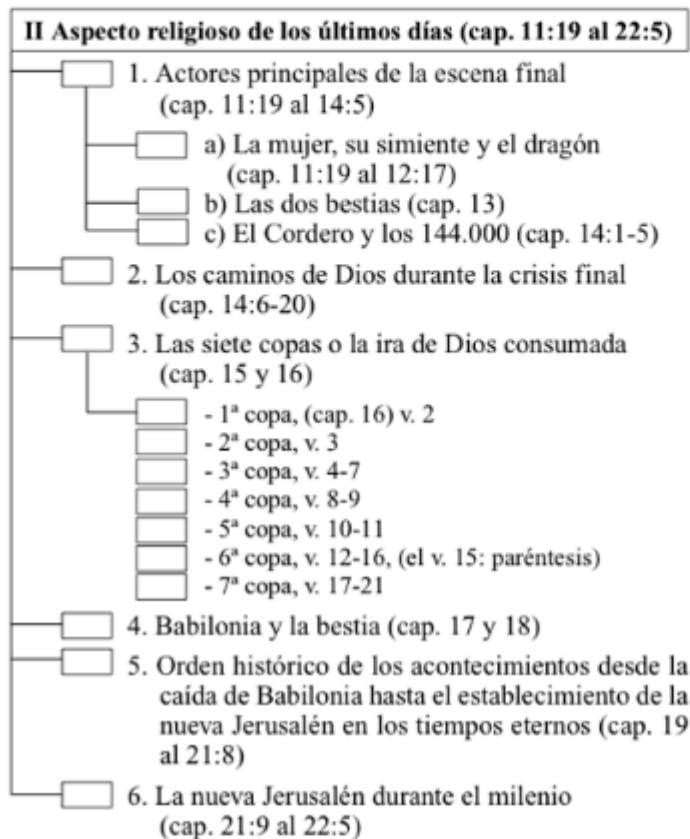 II Aspecto religioso de los últimos días (cap. 11:19 al 22:5)
1. Actores principales de la escena final
(cap. 11:19 al 14:5)
a) La mujer, su simiente y el dragón
(cap. 11:19 al 12:17)
b) Las dos bestias (cap. 13)
c) El Cordero y los 144.000 (cap. 14:1-5)
2. Los caminos de Dios durante la crisis final
(cap. 14:6-20)
3. Las siete copas o la ira de Dios consumada
(cap. 15 y 16)
- 1ª copa, (cap. 16) v. 2
- 2ª copa, v. 3
- 3ª copa, v. 4-7
- 4ª copa, v. 8-9
- 5ª copa, v. 10-11
- 6ª copa, v. 12-16, (el v. 15: paréntesis)
- 7ª copa, v. 17-21
4. Babilonia y la bestia (cap. 17 y 18)
5. Orden histórico de los acontecimientos desde la
caída de Babilonia hasta el establecimiento de la
nueva Jerusalén en los tiempos eternos (cap. 19
al 21:8)
6. La nueva Jerusalén durante el milenio
(cap. 21:9 al 22:5)